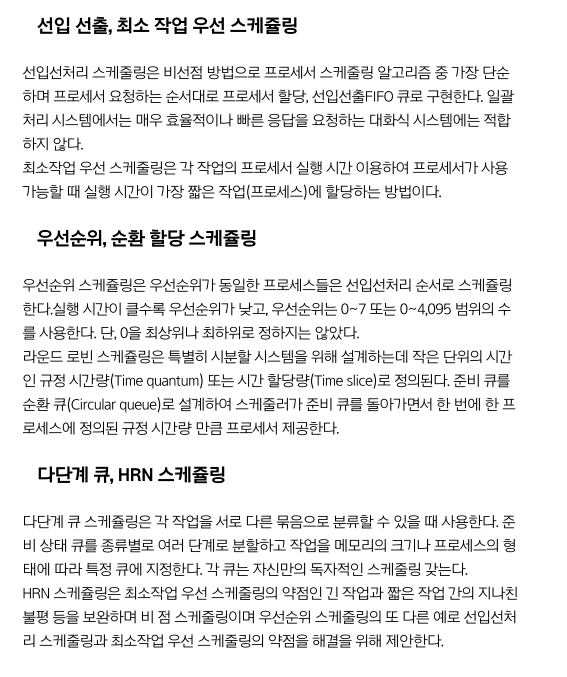 선입 선출, 최소 작업 우선 스케쥴링
선입선처리 스케줄링은 비선점 방법으로 프로세서 스케줄링 알고리즘 중 가장 단순
하며 프로세서 요청하는 순서대로 프로세서 할당, 선입선출FIFO 큐로 구현한다. 일괄
처리 시스템에서는 매우 효율적이나 빠른 응답을 요청하는 대화식 시스템에는 적합
하지 않다.
최소작업 우선 스케줄링은 각 작업의 프로세서 실행 시간 이용하여 프로세서가 사용
가능할 때 실행 시간이 가장 짧은 작업(프로세스)에 할당하는 방법이다.
우선순위, 순환 할당 스케쥴링
우선순위 스케쥴링은 우선순위가 동일한 프로세스들은 선입선처리 순서로 스케쥴링
한다.실행 시간이 클수록 우선순위가 낮고, 우선순위는 0~7 또는 0~4,095 범위의 수
를 사용한다. 단, 0을 최상위나 최하위로 정하지는 않았다.
라운드 로빈 스케쥴링은 특별히 시분할 시스템을 위해 설계하는데 작은 단위의 시간
인 규정 시간량(Time quantum) 또는 시간 할당량(Time slice)로 정의된다. 준비 큐를
순환 큐(Circular queue)로 설계하여 스케줄러가 준비 큐를 돌아가면서 한 번에 한 프
로세스에 정의된 규정 시간량 만큼 프로세서 제공한다.
다단계 큐, HRN 스케쥴링
다단계 큐 스케쥴링은 각 작업을 서로 다른 묶음으로 분류할 수 있을 때 사용한다. 준
비 상태 큐를 종류별로 여러 단계로 분할하고 작업을 메모리의 크기나 프로세스의 형
태에 따라 특정 큐에 지정한다. 각 큐는 자신만의 독자적인 스케줄링 갖는다.
HRN 스케쥴링은 최소작업 우선 스케줄링의 약점인 긴 작업과 짧은 작업 간의 지나친
불평 등을 보완하며 비 점 스케줄링이며 우선순위 스케줄링의 또 다른 예로 선입선처
리 스케줄링과 최소작업 우선 스케줄링의 약점을 해결을 위해 제안한다.